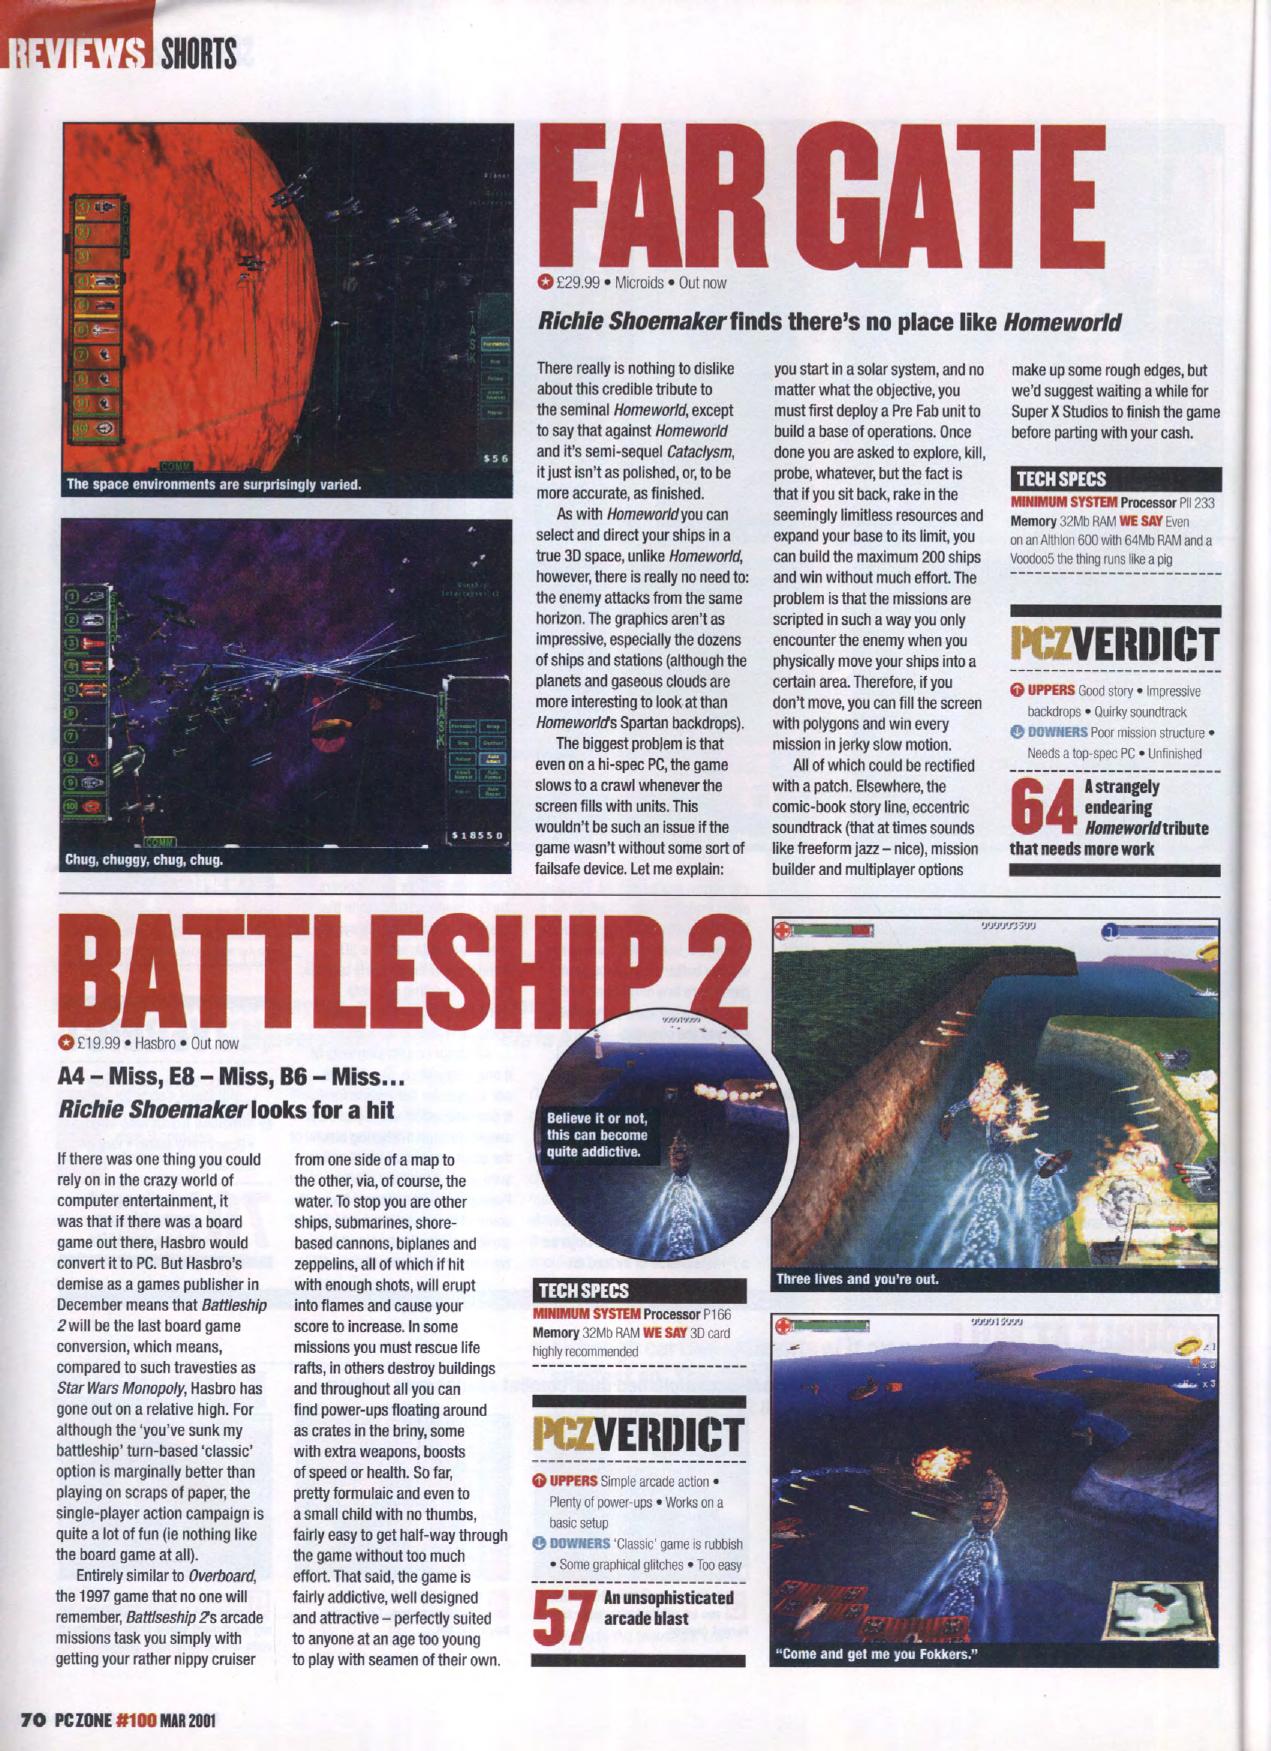 REVIEWS SHORTS
FAR GATE
£29.99 • Microids • Out now
Richie Shoemaker finds there's no place like Homeworld
There really is nothing to dislike
about this credible tribute to
the seminal Homeworld, except
to say that against Homeworld
and it's semi-sequel Cataclysm,
it just isn't as polished, or, to be
more accurate, as finished.
As with Homeworld you can
select and direct your ships in a
true 3D space, unlike Homeworld,
however, there is really no need to:
the enemy attacks from the same
horizon. The graphics aren't as
impressive, especially the dozens
of ships and stations (although the
planets and gaseous clouds are
more interesting to look at than
Homeworld's Spartan backdrops).
The biggest problem is that
even on a hi-spec PC, the game
slows to a crawl whenever the
screen fills with units. This
wouldn't be such an issue if the
game wasn't without some sort of
failsafe device. Let me explain:
you start in a solar system, and no
matter what the objective, you
must first deploy a Pre Fab unit to
build a base of operations. Once
done you are asked to explore, kill,
probe, whatever, but the fact is
that if you sit back, rake in the
seemingly limitless resources and
expand your base to its limit, you
can build the maximum 200 ships
and win without much effort. The
problem is that the missions are
scripted in such a way you only
encounter the enemy when you
physically move your ships into a
certain area. Therefore, if you
don't move, you can fill the screen
with polygons and win every
mission in jerky slow motion.
All of which could be rectified
with a patch. Elsewhere, the
comic-book story line, eccentric
soundtrack (that at times sounds
like freeform jazz – nice), mission
builder and multiplayer options
make up some rough edges, but
we'd suggest waiting a while for
Super X Studios to finish the game
before parting with your cash.
TECH SPECS
MINIMUM SYSTEM Processor PII 233
Memory 32Mb RAM WE SAY Even
on an Althlon 600 with 64Mb RAM and a
Voodoo5 the thing runs like a pig
PCZVERDICT
UPPERS Good story • Impressive
backdrops • Quirky soundtrack
DOWNERS Poor mission structure •
Needs a top-spec PC • Unfinished
64 A strangely
endearing
Homeworld tribute
that needs more work
COMM
$56
The space environments are surprisingly varied.
COMM
$18550
Chug, chuggy, chug, chug.
BATTLESHIP 2
£19.99 • Hasbro • Out now
A4 – Miss, E8 – Miss, B6 – Miss...
Richie Shoemaker looks for a hit
If there was one thing you could
rely on in the crazy world of
computer entertainment, it
was that if there was a board
game out there, Hasbro would
convert it to PC. But Hasbro's
demise as a games publisher in
December means that Battleship
2 will be the last board game
conversion, which means,
compared to such travesties as
Star Wars Monopoly, Hasbro has
gone out on a relative high. For
although the 'you've sunk my
battleship' turn-based 'classic'
option is marginally better than
playing on scraps of paper, the
single-player action campaign is
quite a lot of fun (ie nothing like
the board game at all).
Entirely similar to Overboard,
the 1997 game that no one will
remember, Battlseship 2's arcade
missions task you simply with
getting your rather nippy cruiser
from one side of a map to
the other, via, of course, the
water. To stop you are other
ships, submarines, shore-
based cannons, biplanes and
zeppelins, all of which if hit
with enough shots, will erupt
into flames and cause your
score to increase. In some
missions you must rescue life
rafts, in others destroy buildings
and throughout all you can
find power-ups floating around
as crates in the briny, some
with extra weapons, boosts
of speed or health. So far,
pretty formulaic and even to
a small child with no thumbs,
fairly easy to get half-way through
the game without too much
effort. That said, the game is
fairly addictive, well designed
and attractive – perfectly suited
to anyone at an age too young
to play with seamen of their own.
Believe it or not,
this can become
quite addictive.
TECH SPECS
MINIMUM SYSTEM Processor P166
Memory 32Mb RAM WE SAY 3D card
highly recommended
PCZVERDICT
UPPERS Simple arcade action •
Plenty of power-ups • Works on a
basic setup
DOWNERS 'Classic' game is rubbish
• Some graphical glitches • Too easy
57 An unsophisticated
arcade blast
Three lives and you're out.
"Come and get me you Fokkers."
70 PCZONE #100 MAR 2001